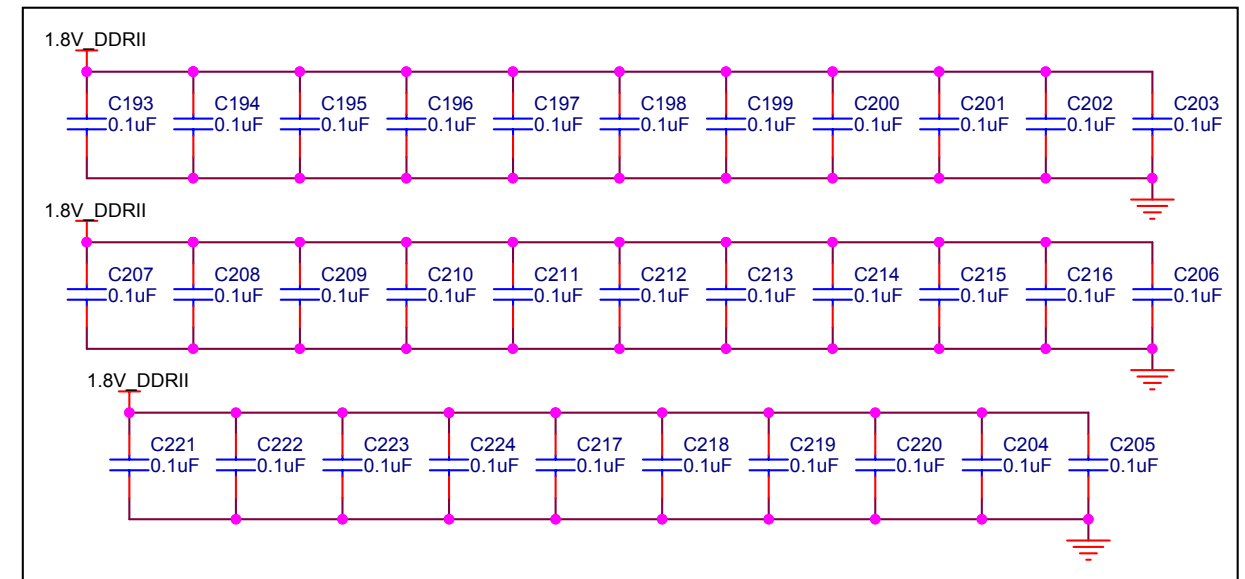 1.8V_DDRII
C193 C194 C195 C196 C197 C198 C199 C200 C201 C202 C203
0.1uF 0.1uF 0.1uF 0.1uF 0.1uF 0.1uF 0.1uF 0.1uF 0.1uF 0.1uF 0.1uF
1.8V_DDRII
C207 C208 C209 C210 C211 C212 C213 C214 C215 C216 C206
0.1uF 0.1uF 0.1uF 0.1uF 0.1uF 0.1uF 0.1uF 0.1uF 0.1uF 0.1uF 0.1uF
1.8V_DDRII
C221 C222 C223 C224 C217 C218 C219 C220 C204 C205
0.1uF 0.1uF 0.1uF 0.1uF 0.1uF 0.1uF 0.1uF 0.1uF 0.1uF 0.1uF